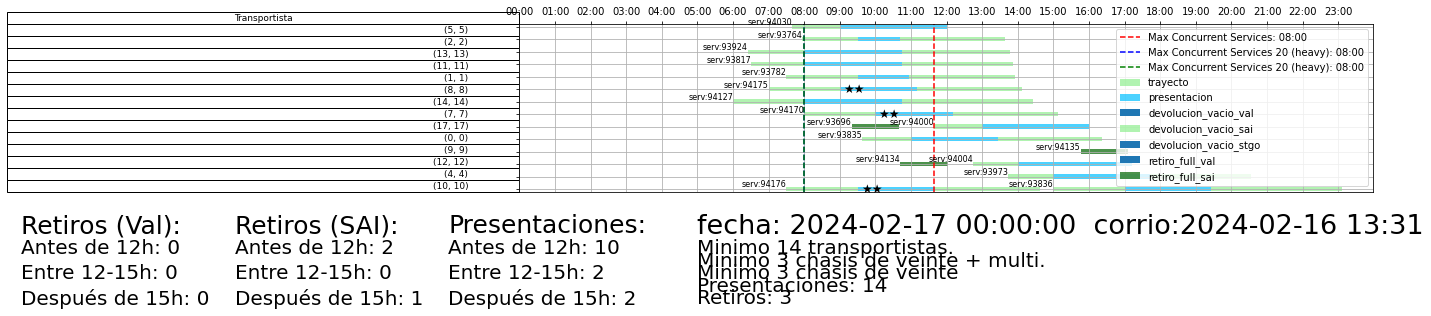 00:00 01:00 02:00 03:00 04:00 05:00 06:00 07:00 08:00 09:00 10:00 11:00 12:00 13:00 14:00 15:00 16:00 17:00 18:00 19:00 20:00 21:00 22:00 23:00
Transportista
(5, 5)
(2, 2)
(13, 13)
(11, 11)
(1, 1)
(8, 8)
(14, 14)
(7, 7)
(17, 17)
(0, 0)
(9, 9)
(12, 12)
(4, 4)
(10, 10)
serv:94030
serv:93764
serv:93924
serv:93817
serv:93782
serv:94175
serv:94127
serv:94170
serv:93696 serv:94000
serv:93835
serv:94135
serv:94134 serv:94004
serv:93973
serv:94176 serv:93836
Max Concurrent Services: 08:00
Max Concurrent Services 20 (heavy): 08:00
Max Concurrent Services 20 (heavy): 08:00
trayecto
presentacion
devolucion_vacio_val
devolucion_vacio_sai
devolucion_vacio_stgo
retiro_full_val
retiro_full_sai
Retiros (Val):
Antes de 12h: 0
Entre 12-15h: 0
Después de 15h: 0
Retiros (SAI):
Antes de 12h: 2
Entre 12-15h: 0
Después de 15h: 1
Presentaciones:
Antes de 12h: 10
Entre 12-15h: 2
Después de 15h: 2
fecha: 2024-02-17 00:00:00 corrio:2024-02-16 13:31
Minimo 14 transportistas.
Minimo 3 chasis de veinte + multi.
Minimo 3 chasis de veinte
Presentaciones: 14
Retiros: 3